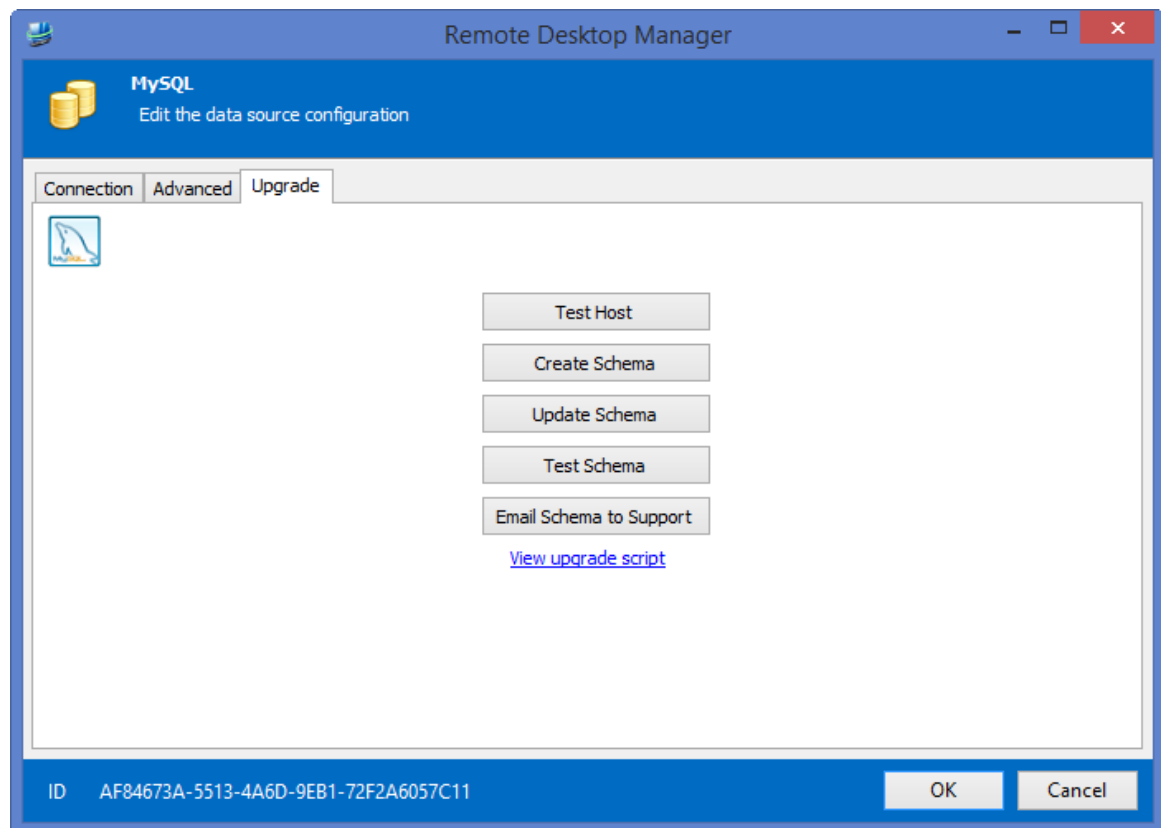 Remote Desktop Manager
MySQL
Edit the data source configuration
Connection Advanced Upgrade
MySQL
Test Host
Create Schema
Update Schema
Test Schema
Email Schema to Support
View upgrade script
ID AF84673A-5513-4A6D-9EB1-72F2A6057C11 OK Cancel